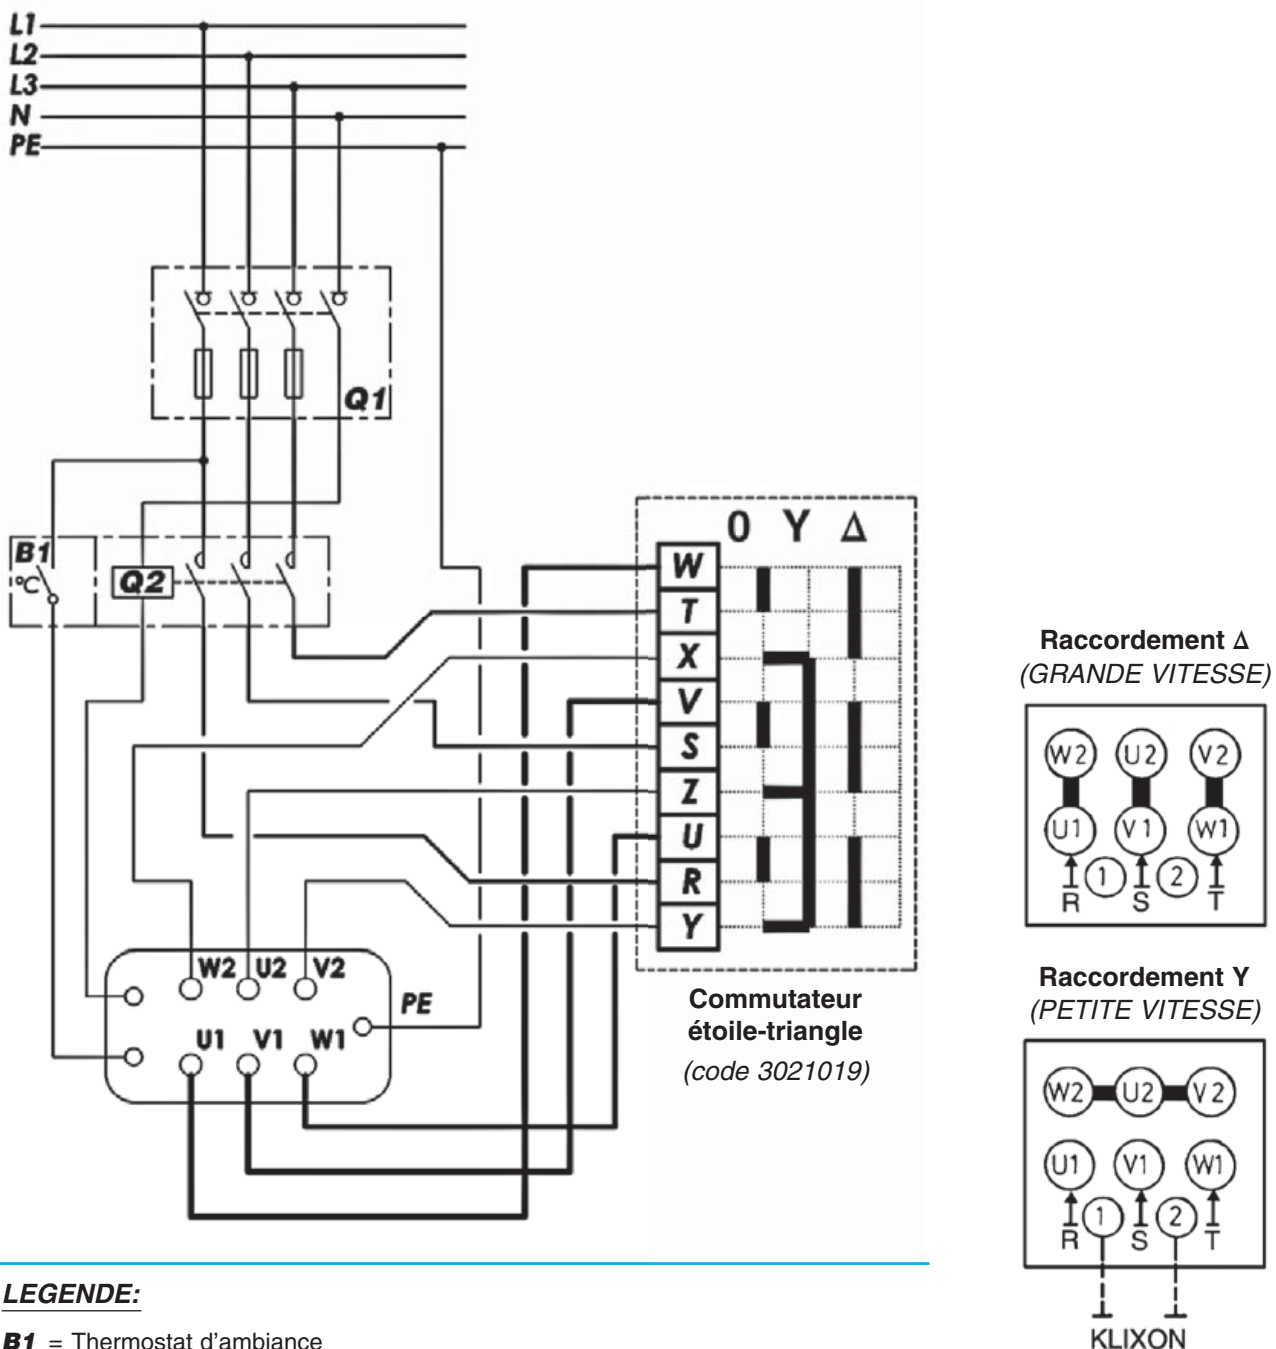 L1
L2
L3
N
PE
Q1
B1
°C
Q2
0 Y Δ
W
T
X
V
S
Z
U
R
Y
W2 U2 V2
PE
U1 V1 W1
Commutateur
étoile-triangle
(code 3021019)
Raccordement Δ
(GRANDE VITESSE)
W2 U2 V2
U1 V1 W1
1 2
R S T
Raccordement Y
(PETITE VITESSE)
W2 U2 V2
U1 V1 W1
1 2
R S T
KLIXON
LEGENDE:
B1 = Thermostat d'ambiance